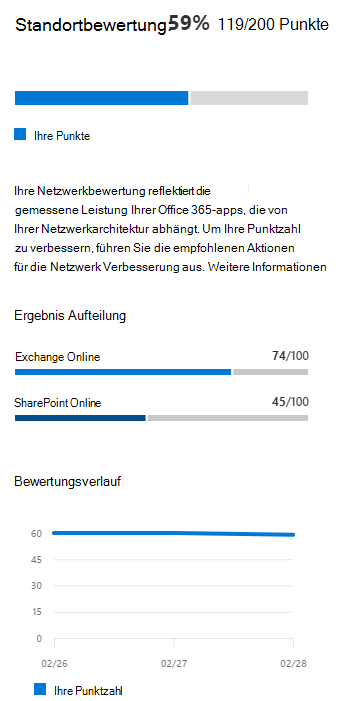 Standortbewertung: 59% 119/200 Punkte
Ihre Punkte
Ihre Netzwerkbewertung reflektiert die
gemessene Leistung Ihrer Office 365-apps, die von
Ihrer Netzwerkarchitektur abhängt. Um Ihre Punktzahl
zu verbessern, führen Sie die empfohlenen Aktionen
für die Netzwerk Verbesserung aus. Weitere Informationen
Ergebnis Aufteilung
Exchange Online 74/100
SharePoint Online 45/100
Bewertungsverlauf
60
45
30
15
0
02/26 02/27 02/28
Ihre Punktzahl